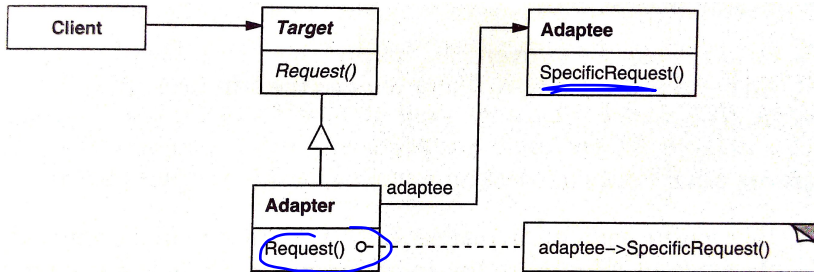 Client
Target
Request()
Adaptee
SpecificRequest()
adaptee
Adapter
Request()
adaptee->SpecificRequest()